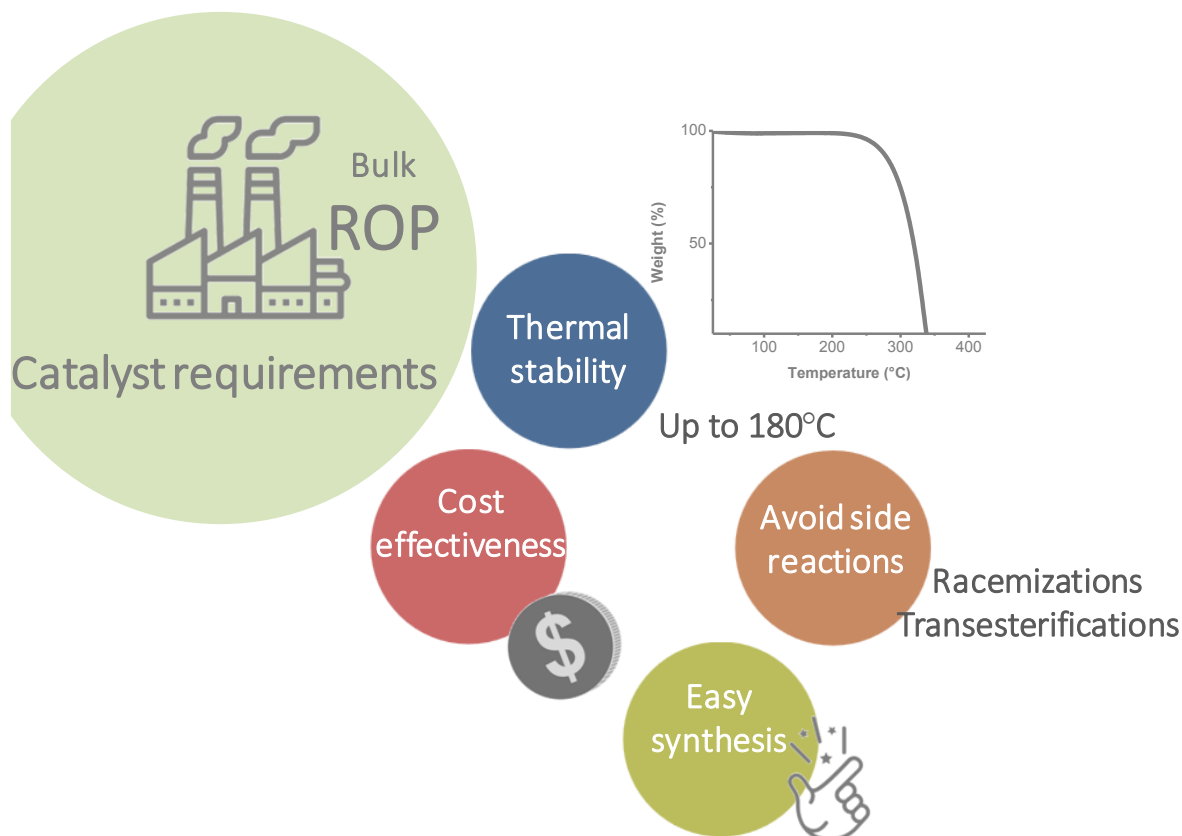 Bulk
ROP
Catalyst requirements
Thermal
stability
100
50
Weight (%)
100 200 300 400
Temperature (°C)
Up to 180°C
Cost
effectiveness
$
Avoid side
reactions
Racemizations
Transesterifications
Easy
synthesis